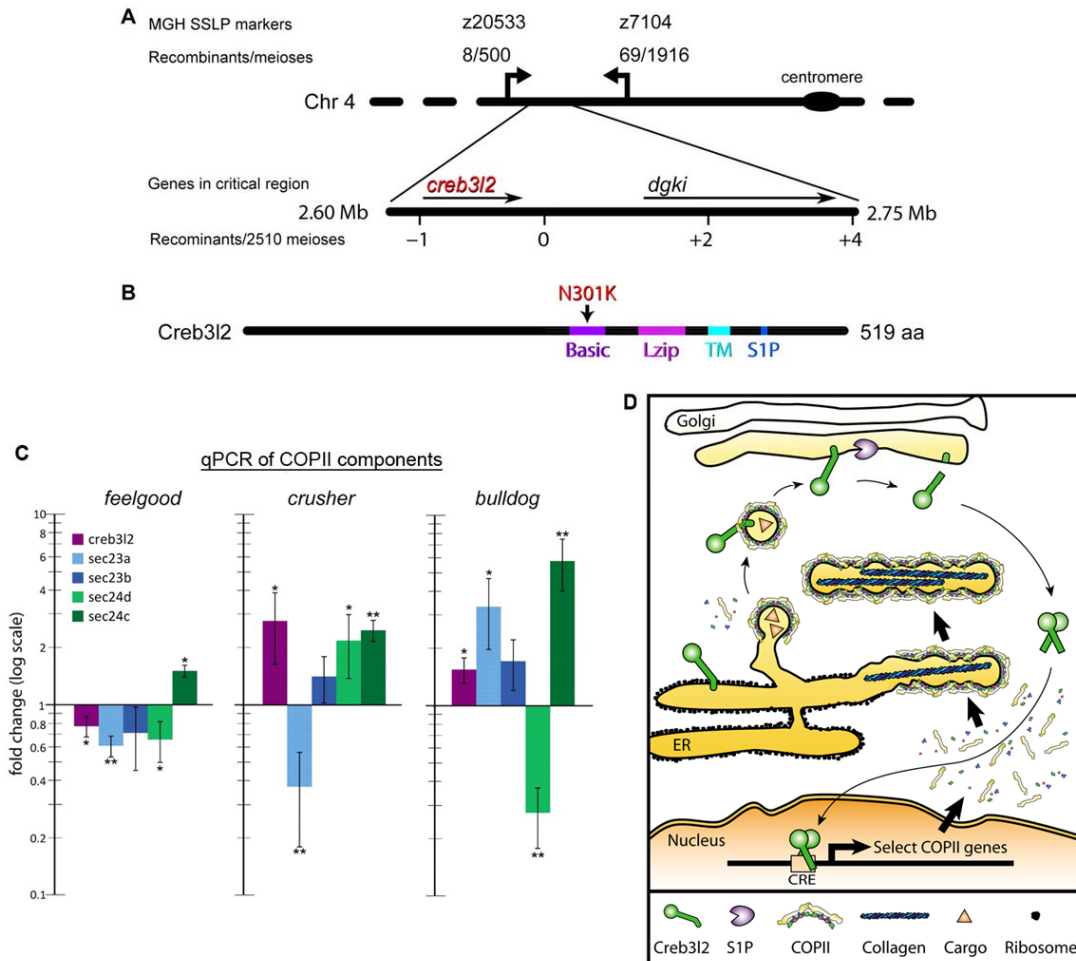 A
MGH SSLP markers z20533 z7104
Recombinants/meioses 8/500 69/1916
centromere
Chr 4
Genes in critical region creb3l2 dgki
2.60 Mb 2.75 Mb
Recominants/2510 meioses −1 0 +2 +4
B
N301K
Creb3l2 519 aa
Basic Lzip TM S1P
C
qPCR of COPII components
feelgood crusher bulldog
fold change (log scale)
10
8
6
4
2
1
0.8
0.6
0.4
0.2
0.1
creb3l2
sec23a
sec23b
sec24d
sec24c
* ** * *
* ** * **
* * ** **
D
Golgi
ER
Nucleus
Select COPII genes
CRE
Creb3l2 S1P COPII Collagen Cargo Ribosome